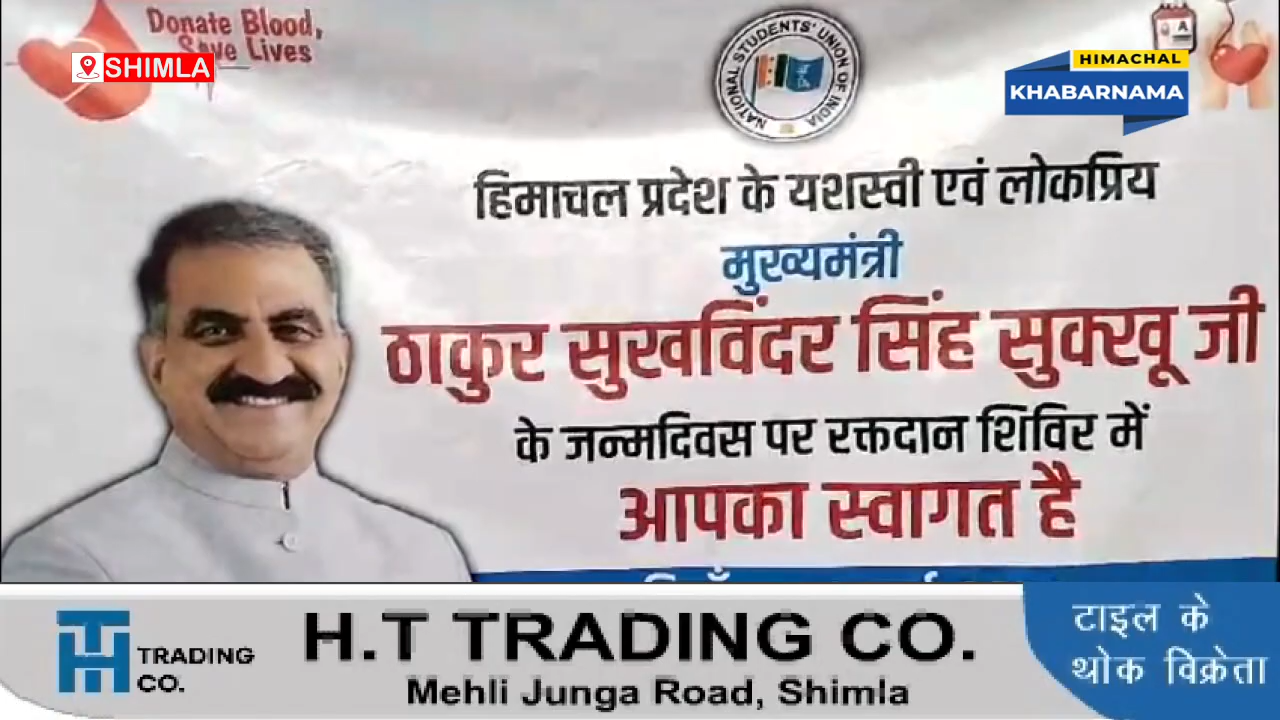 Donate Blood,
Save Lives
SHIMLA
NATIONAL STUDENTS' UNION OF INDIA
A
HIMACHAL
KHABARNAMA
हिमाचल प्रदेश के यशस्वी एवं लोकप्रिय
मुख्यमंत्री
ठाकुर सुखविंदर सिंह सुक्खू जी
के जन्मदिवस पर रक्तदान शिविर में
आपका स्वागत है
TRADING
CO.
H.T TRADING CO.
Mehli Junga Road, Shimla
टाइल के
थोक विक्रेता